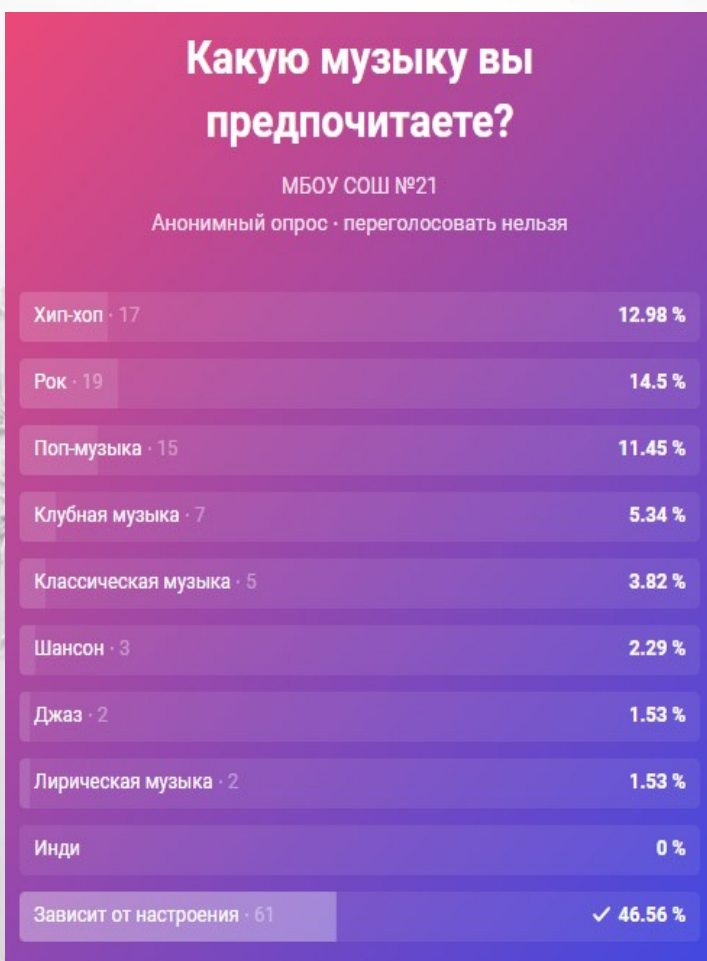 Какую музыку вы
предпочитаете?
МБОУ СОШ №21
Анонимный опрос · переголосовать нельзя
Хип-хоп · 17 12.98 %
Рок · 19 14.5 %
Поп-музыка · 15 11.45 %
Клубная музыка · 7 5.34 %
Классическая музыка · 5 3.82 %
Шансон · 3 2.29 %
Джаз · 2 1.53 %
Лирическая музыка · 2 1.53 %
Инди 0 %
Зависит от настроения · 61 ✓ 46.56 %